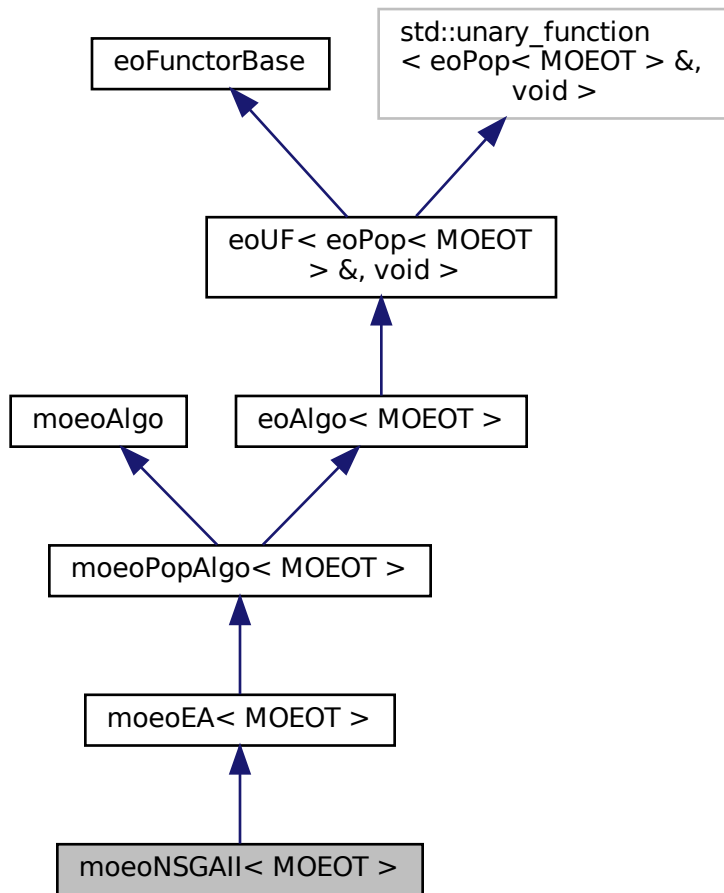 eoFunctorBase
std::unary_function
< eoPop< MOEOT > &,
void >
eoUF< eoPop< MOEOT
> &, void >
moeoAlgo
eoAlgo< MOEOT >
moeoPopAlgo< MOEOT >
moeoEA< MOEOT >
moeoNSGAII< MOEOT >